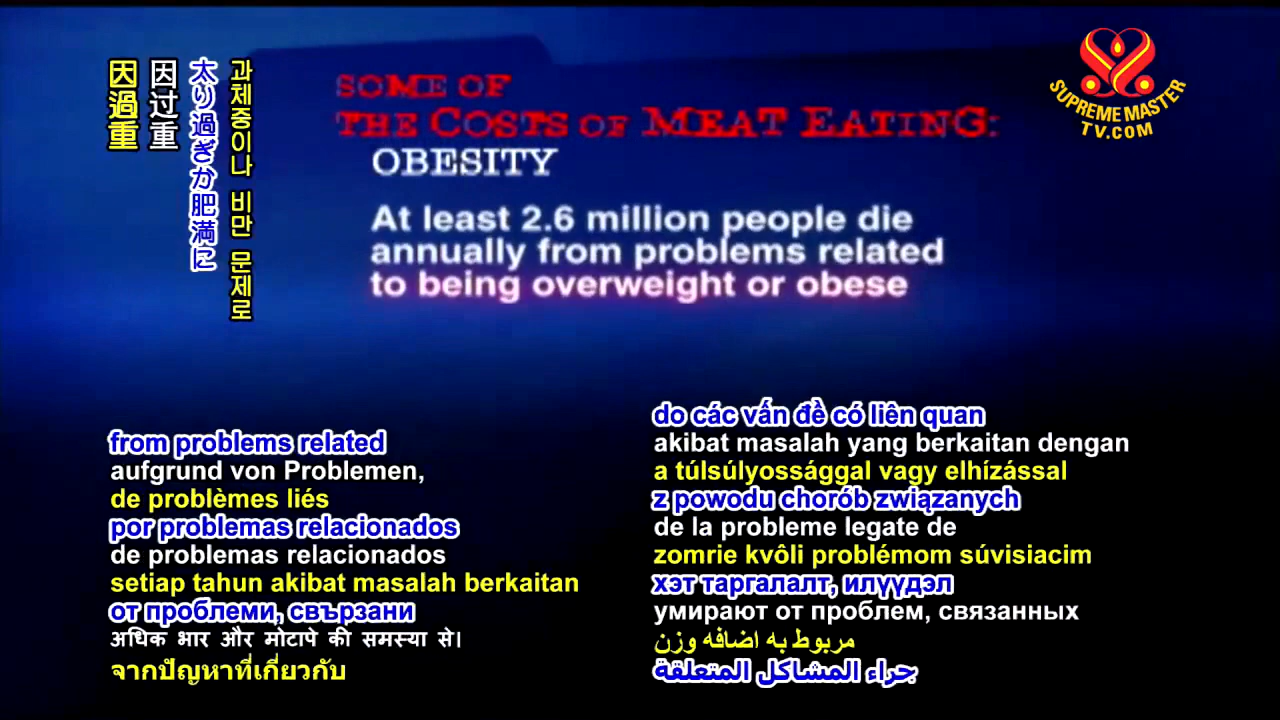 因過重
因过重
太り過ぎか肥満に
과체중이나 비만 문제로
SOME OF
THE COSTS OF MEAT EATING:
OBESITY
At least 2.6 million people die
annually from problems related
to being overweight or obese
SUPREME MASTER
TV.COM
from problems related
aufgrund von Problemen,
de problèmes liés
por problemas relacionados
de problemas relacionados
setiap tahun akibat masalah berkaitan
от проблеми, свързани
अधिक भार और मोटापे की समस्या से।
จากปัญหาที่เกี่ยวกับ
do các vấn đề có liên quan
akibat masalah yang berkaitan dengan
a túlsúlyossággal vagy elhízással
z powodu chorób związanych
de la probleme legate de
zomrie kvôli problémom súvisiacim
хэт таргалалт, илүүдэл
умирают от проблем, связанных
مربوط به اضافه وزن
جراء المشاكل المتعلقة